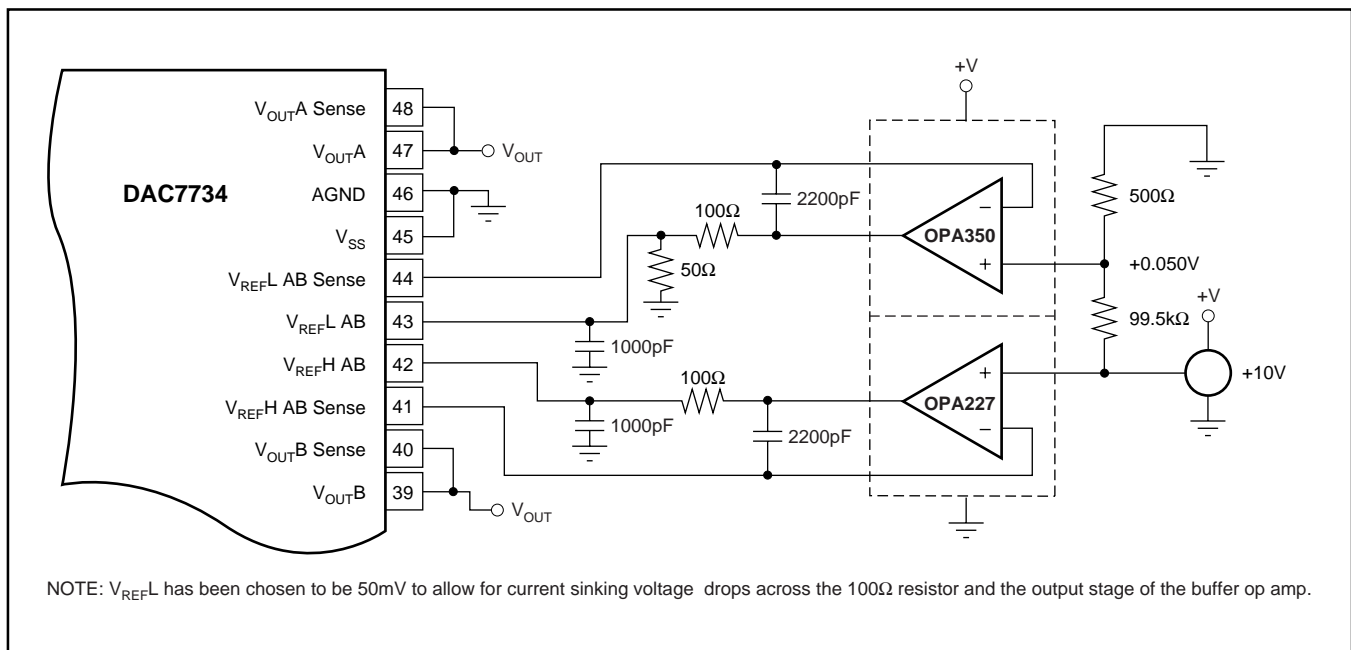 DAC7734
V_OUTA Sense 48
V_OUTA 47
AGND 46
V_SS 45
V_REFL AB Sense 44
V_REFL AB 43
V_REFH AB 42
V_REFH AB Sense 41
V_OUTB Sense 40
V_OUTB 39
V_OUT
V_OUT
100Ω
2200pF
50Ω
1000pF
100Ω
1000pF
2200pF
+V
−
OPA350
+
+
OPA227
−
500Ω
+0.050V
99.5kΩ
+V
+10V
NOTE: V_REFL has been chosen to be 50mV to allow for current sinking voltage drops across the 100Ω resistor and the output stage of the buffer op amp.